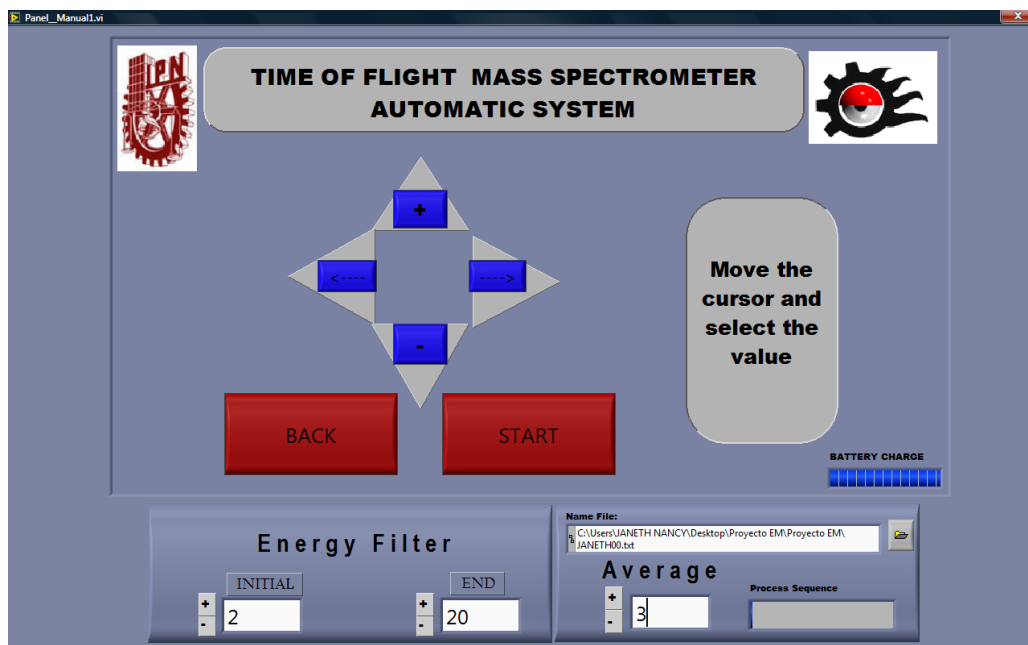 Panel__Manual1.vi
IPN
TIME OF FLIGHT MASS SPECTROMETER
AUTOMATIC SYSTEM
+
<----
---->
-
Move the
cursor and
select the
value
BACK
START
BATTERY CHARGE
Energy Filter
INITIAL
END
+
-
2
+
-
20
Name File:
C:\Users\JANETH NANCY\Desktop\Proyecto EM\Proyecto EM\
JANETH00.txt
Average
+
-
3
Process Sequence